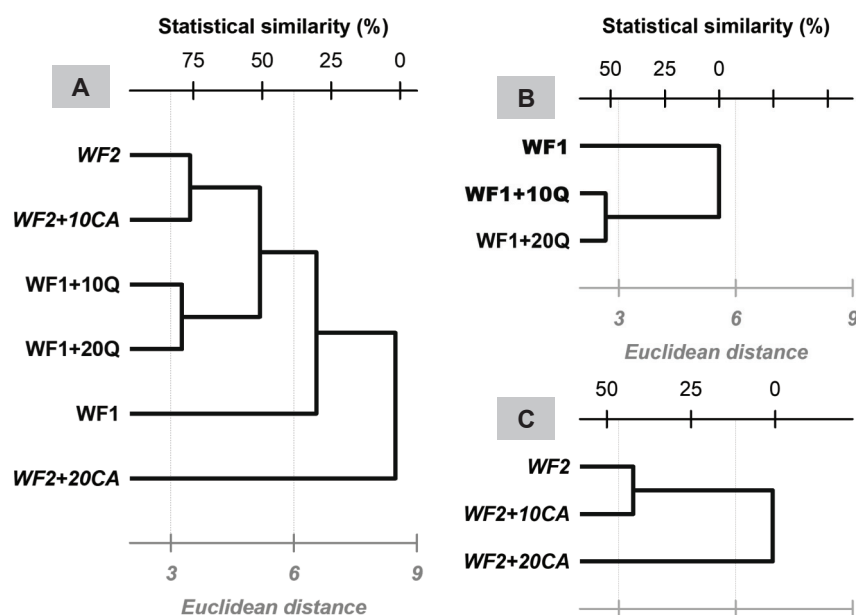 Statistical similarity (%)
75 50 25 0
A
WF2
WF2+10CA
WF1+10Q
WF1+20Q
WF1
WF2+20CA
3 6 9
Euclidean distance
Statistical similarity (%)
50 25 0
B
WF1
WF1+10Q
WF1+20Q
3 6 9
Euclidean distance
50 25 0
C
WF2
WF2+10CA
WF2+20CA